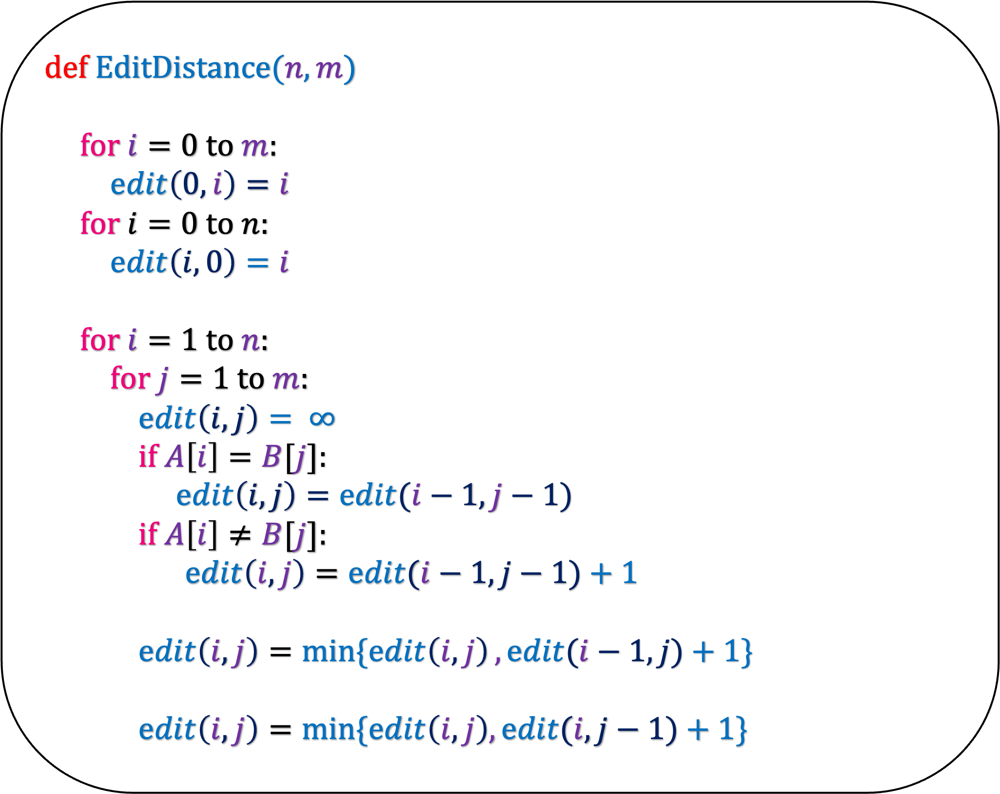 def EditDistance(n, m)
for i = 0 to m:
edit(0, i) = i
for i = 0 to n:
edit(i, 0) = i
for i = 1 to n:
for j = 1 to m:
edit(i, j) = ∞
if A[i] = B[j]:
edit(i, j) = edit(i − 1, j − 1)
if A[i] ≠ B[j]:
edit(i, j) = edit(i − 1, j − 1) + 1
edit(i, j) = min{edit(i, j) , edit(i − 1, j) + 1}
edit(i, j) = min{edit(i, j), edit(i, j − 1) + 1}